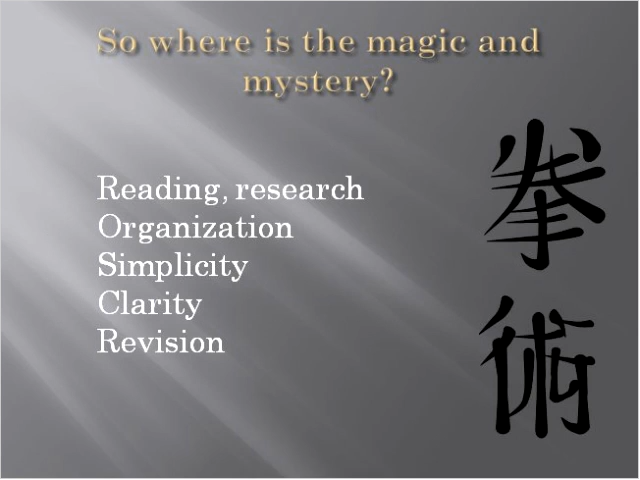 So where is the magic and
mystery?
Reading, research
Organization
Simplicity
Clarity
Revision
拳
術